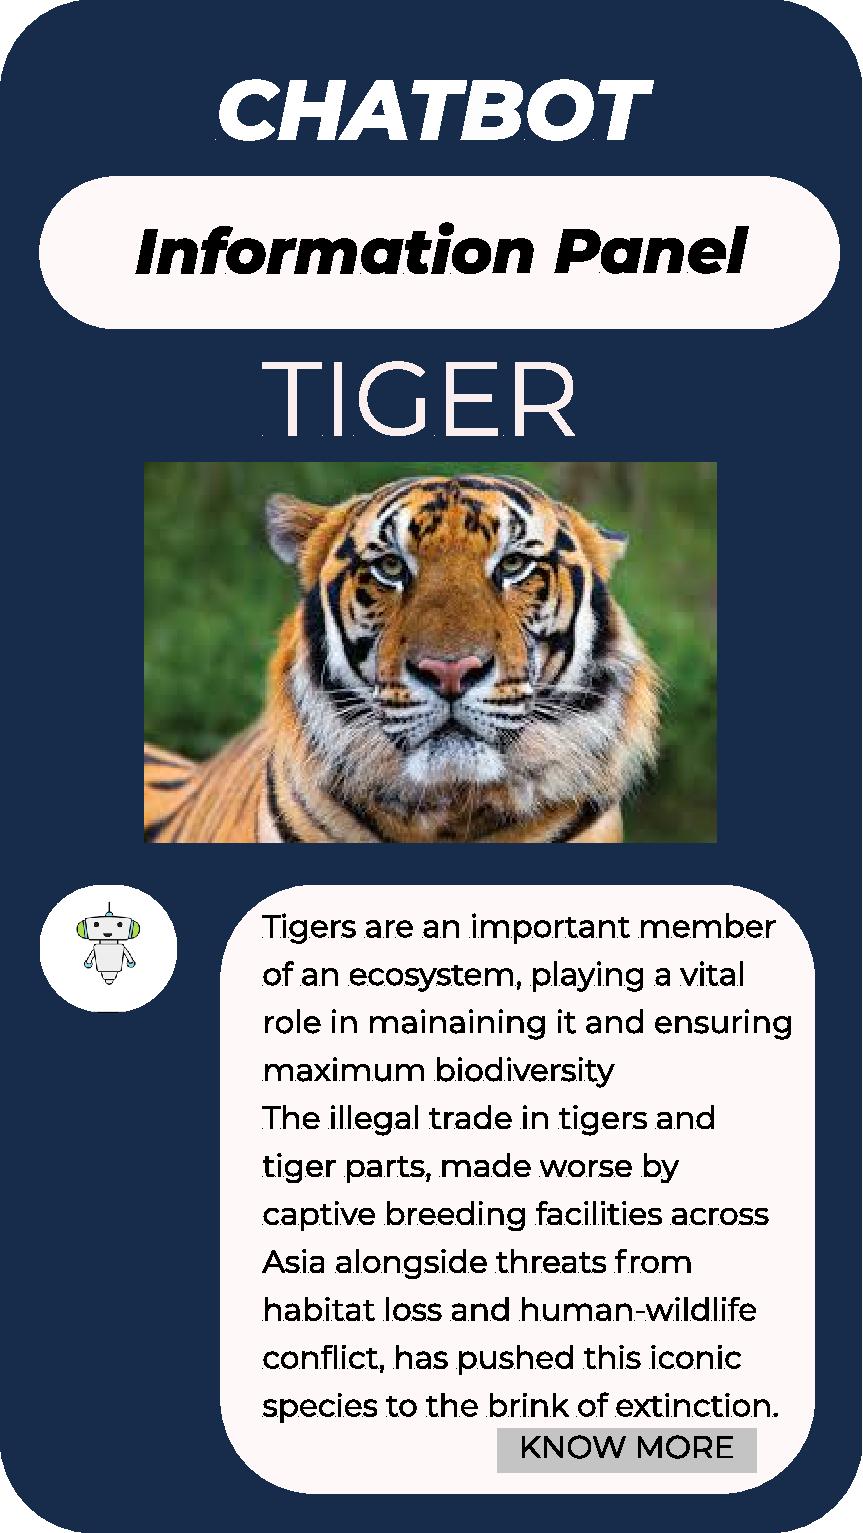 CHATBOT
Information Panel
TIGER
Tigers are an important member
of an ecosystem, playing a vital
role in mainaining it and ensuring
maximum biodiversity
The illegal trade in tigers and
tiger parts, made worse by
captive breeding facilities across
Asia alongside threats from
habitat loss and human-wildlife
conflict, has pushed this iconic
species to the brink of extinction.
KNOW MORE